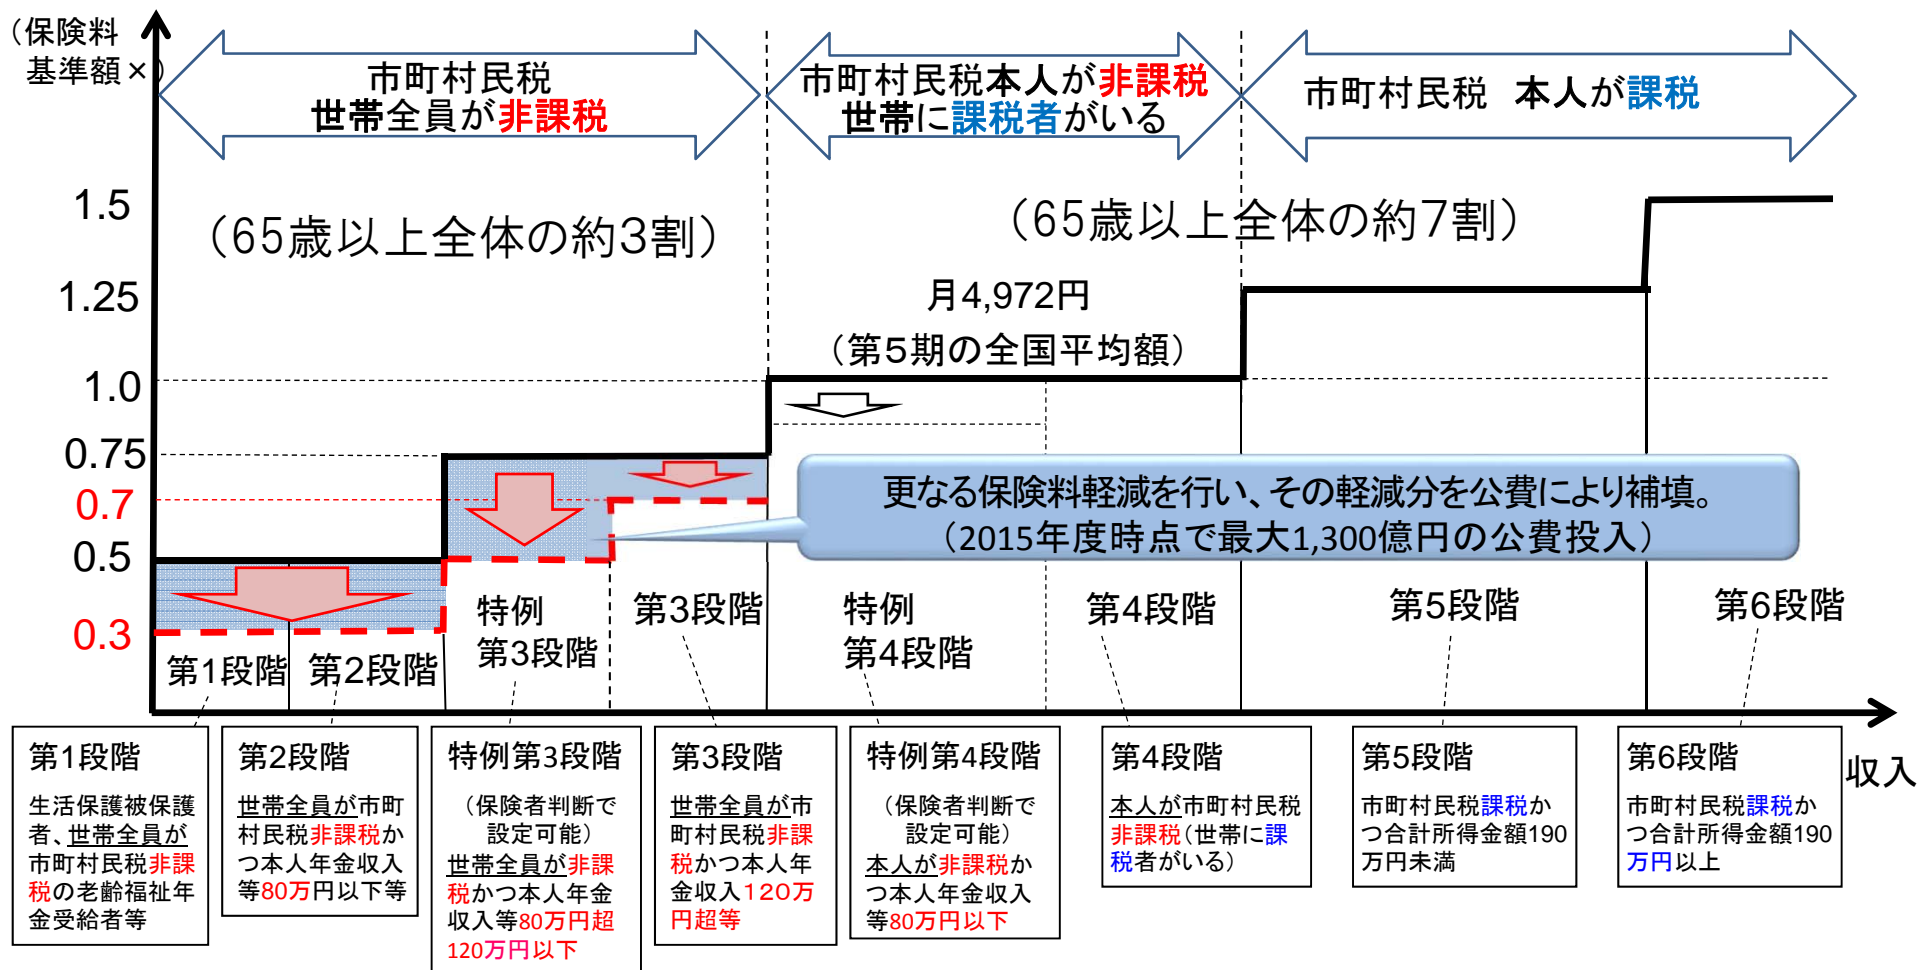 （保険料
基準額×）
市町村民税
世帯全員が非課税
市町村民税本人が非課税
世帯に課税者がいる
市町村民税　本人が課税
1.5
（65歳以上全体の約3割）
（65歳以上全体の約7割）
1.25
月4,972円
（第5期の全国平均額）
1.0
0.75
0.7
0.5
0.3
更なる保険料軽減を行い、その軽減分を公費により補填。
（2015年度時点で最大1,300億円の公費投入）
第1段階
第2段階
特例
第3段階
第3段階
特例
第4段階
第4段階
第5段階
第6段階
収入
第1段階
生活保護被保護
者、世帯全員が
市町村民税非課
税の老齢福祉年
金受給者等
第2段階
世帯全員が市町
村民税非課税か
つ本人年金収入
等80万円以下等
特例第3段階
（保険者判断で
設定可能）
世帯全員が非課
税かつ本人年金
収入等80万円超
120万円以下
第3段階
世帯全員が市
町村民税非課
税かつ本人年
金収入120万
円超等
特例第4段階
（保険者判断で
設定可能）
本人が非課税か
つ本人年金収入
等80万円以下
第4段階
本人が市町村民税
非課税（世帯に課
税者がいる）
第5段階
市町村民税課税か
つ合計所得金額190
万円未満
第6段階
市町村民税課税か
つ合計所得金額190
万円以上